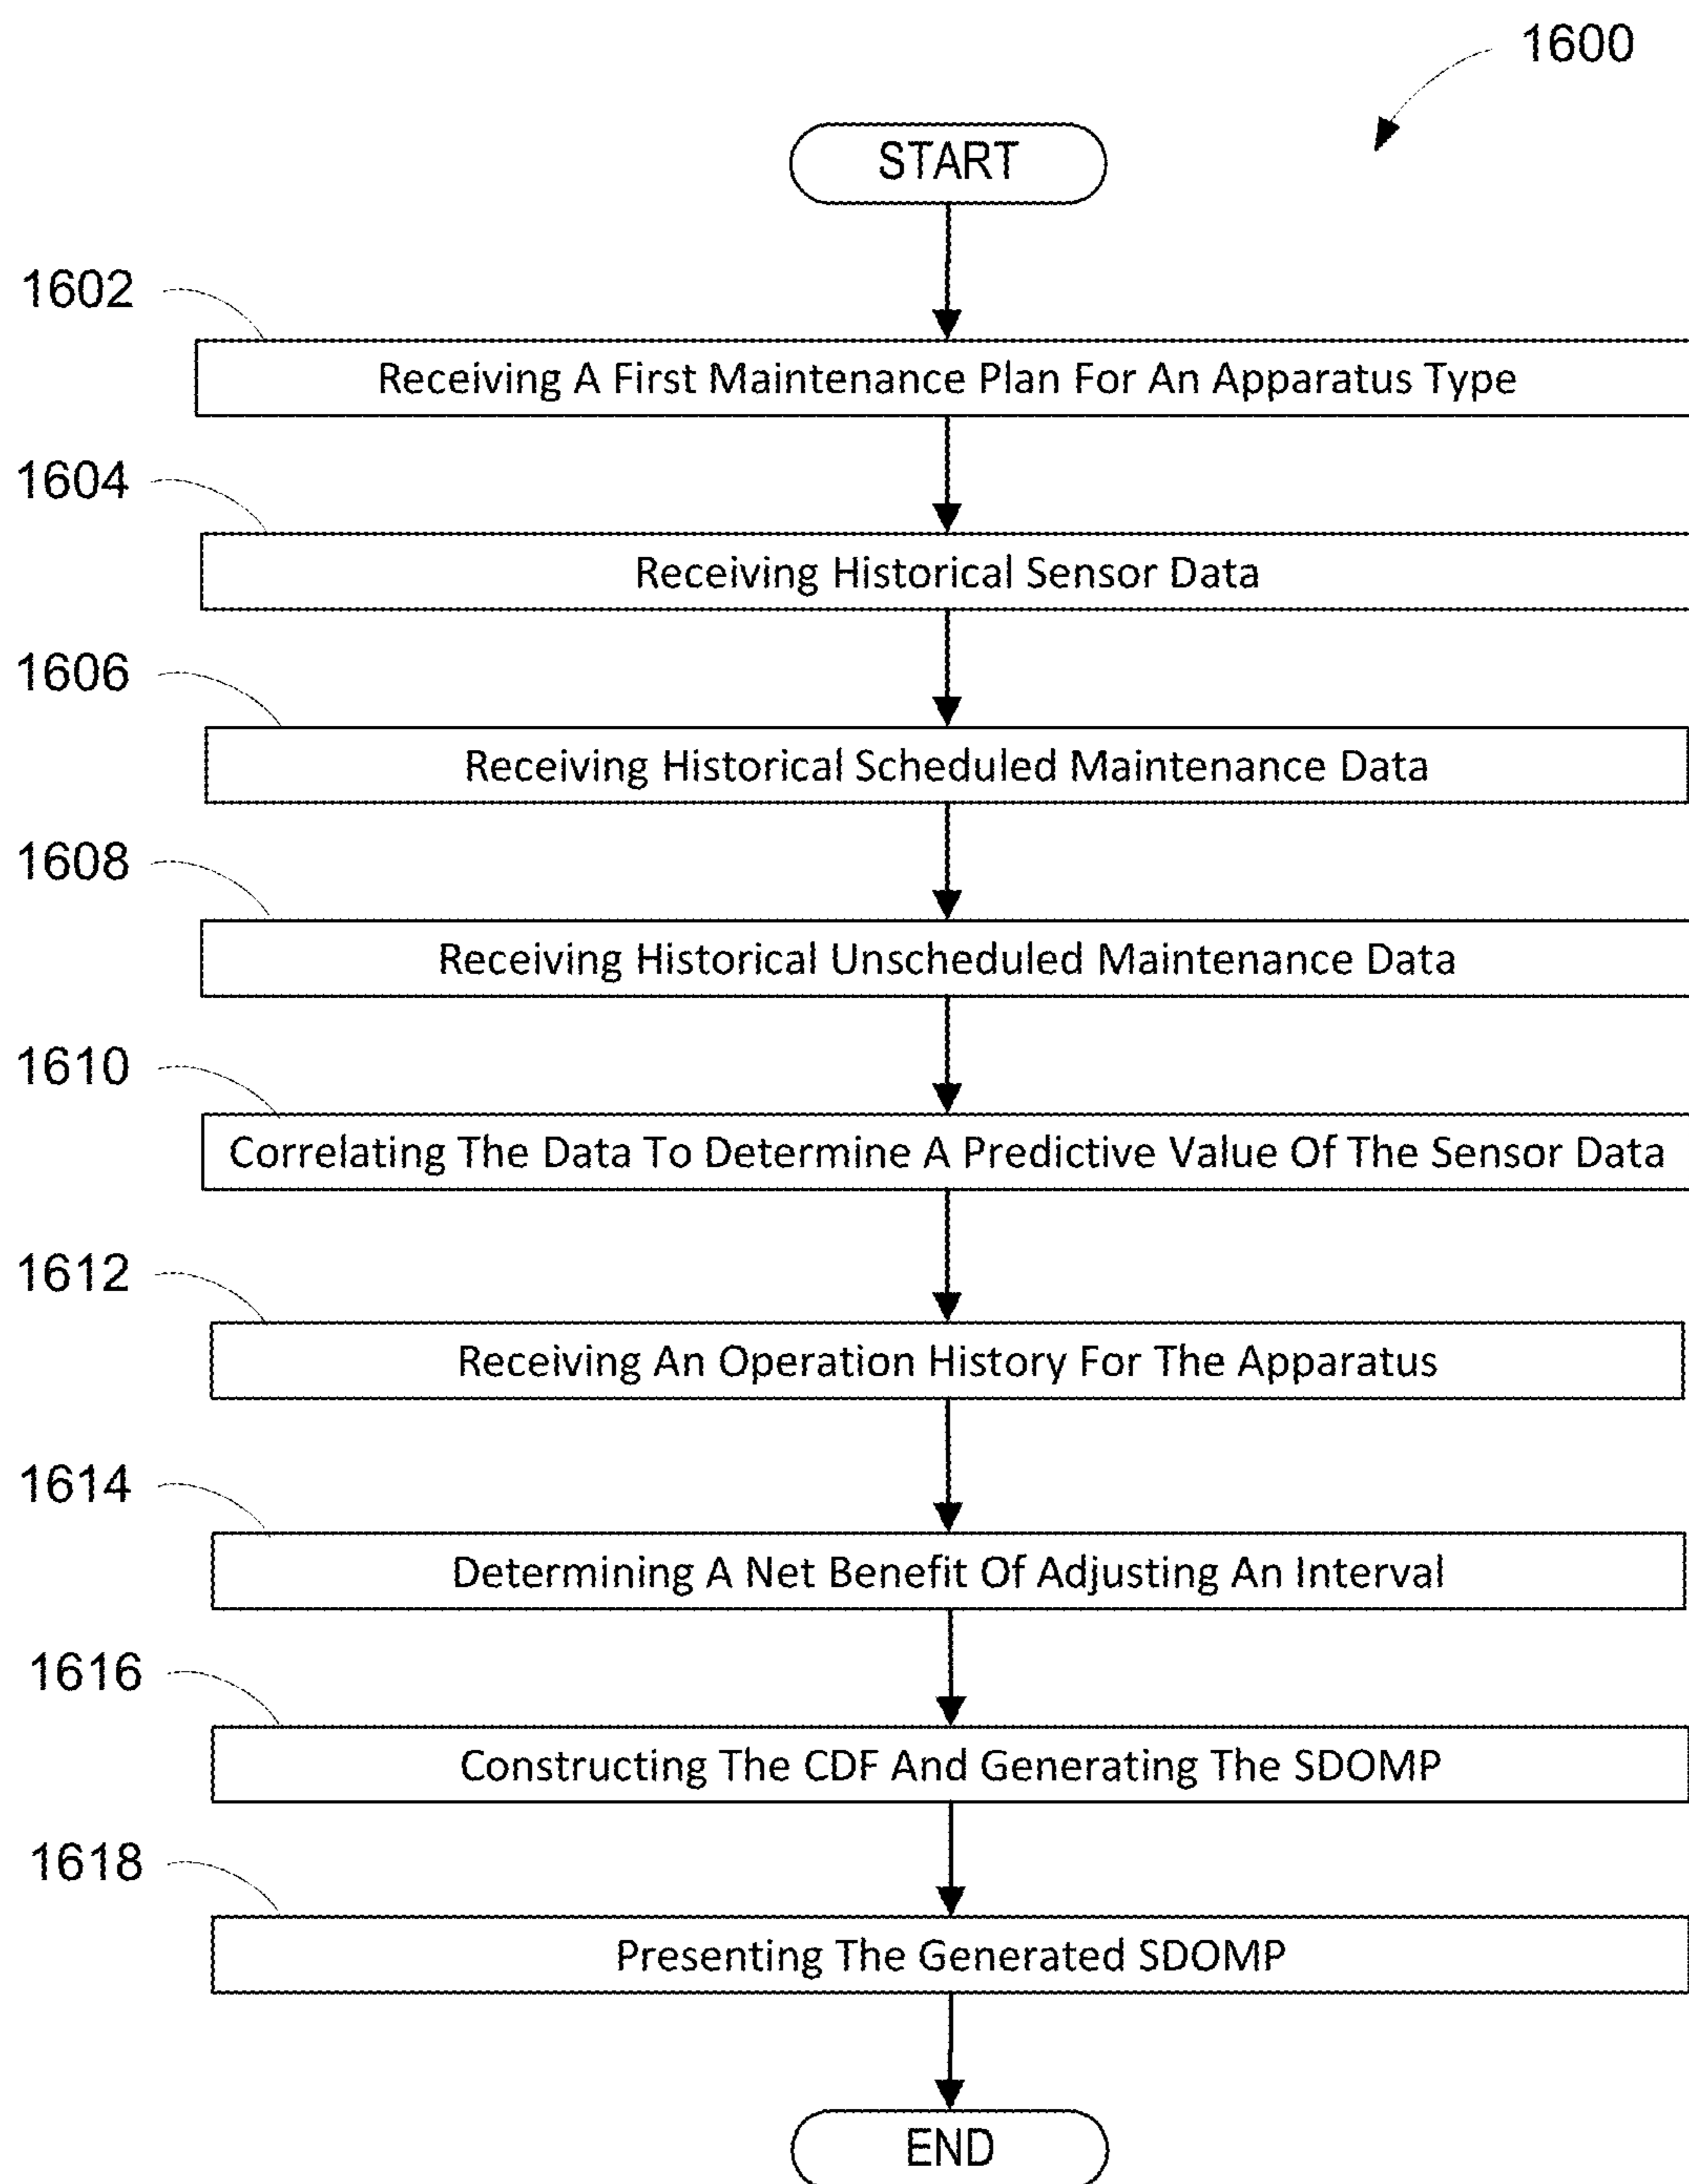 1600
START
1602
Receiving A First Maintenance Plan For An Apparatus Type
1604
Receiving Historical Sensor Data
1606
Receiving Historical Scheduled Maintenance Data
1608
Receiving Historical Unscheduled Maintenance Data
1610
Correlating The Data To Determine A Predictive Value Of The Sensor Data
1612
Receiving An Operation History For The Apparatus
1614
Determining A Net Benefit Of Adjusting An Interval
1616
Constructing The CDF And Generating The SDOMP
1618
Presenting The Generated SDOMP
END